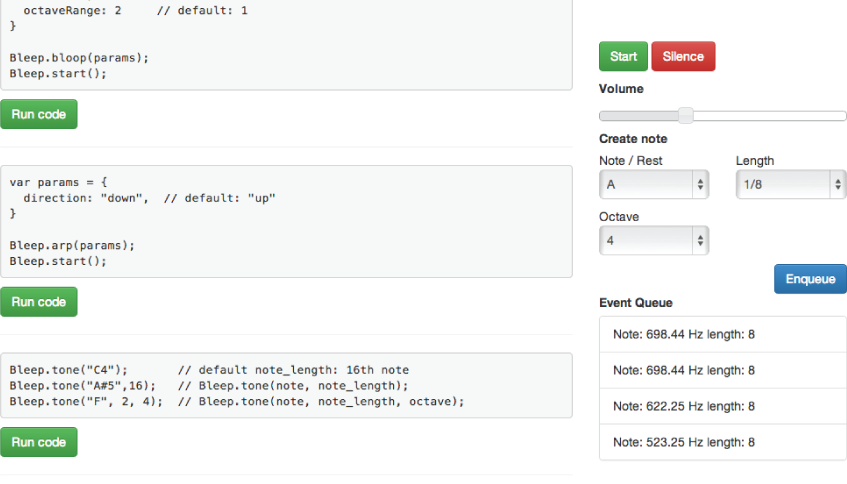 octaveRange: 2     // default: 1
}
Bleep.bloop(params);
Bleep.start();
Run code
var params = {
  direction: "down",  // default: "up"
}
Bleep.arp(params);
Bleep.start();
Run code
Bleep.tone("C4");       // default note_length: 16th note
Bleep.tone("A#5",16);   // Bleep.tone(note, note_length);
Bleep.tone("F", 2, 4);  // Bleep.tone(note, note_length, octave);
Run code
Start Silence
Volume
Create note
Note / Rest Length
A 1/8
Octave
4
Enqueue
Event Queue
Note: 698.44 Hz length: 8
Note: 698.44 Hz length: 8
Note: 622.25 Hz length: 8
Note: 523.25 Hz length: 8